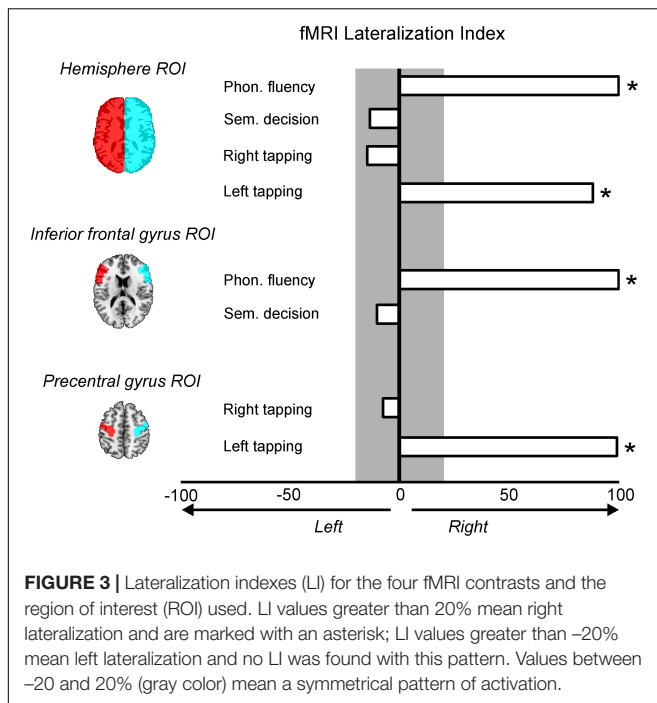 fMRI Lateralization Index
Hemisphere ROI
Phon. fluency
*
Sem. decision
Right tapping
Left tapping
*
Inferior frontal gyrus ROI
Phon. fluency
*
Sem. decision
Precentral gyrus ROI
Right tapping
Left tapping
*
-100 -50 0 50 100
Left Right
FIGURE 3 | Lateralization indexes (LI) for the four fMRI contrasts and the
region of interest (ROI) used. LI values greater than 20% mean right
lateralization and are marked with an asterisk; LI values greater than –20%
mean left lateralization and no LI was found with this pattern. Values between
–20 and 20% (gray color) mean a symmetrical pattern of activation.